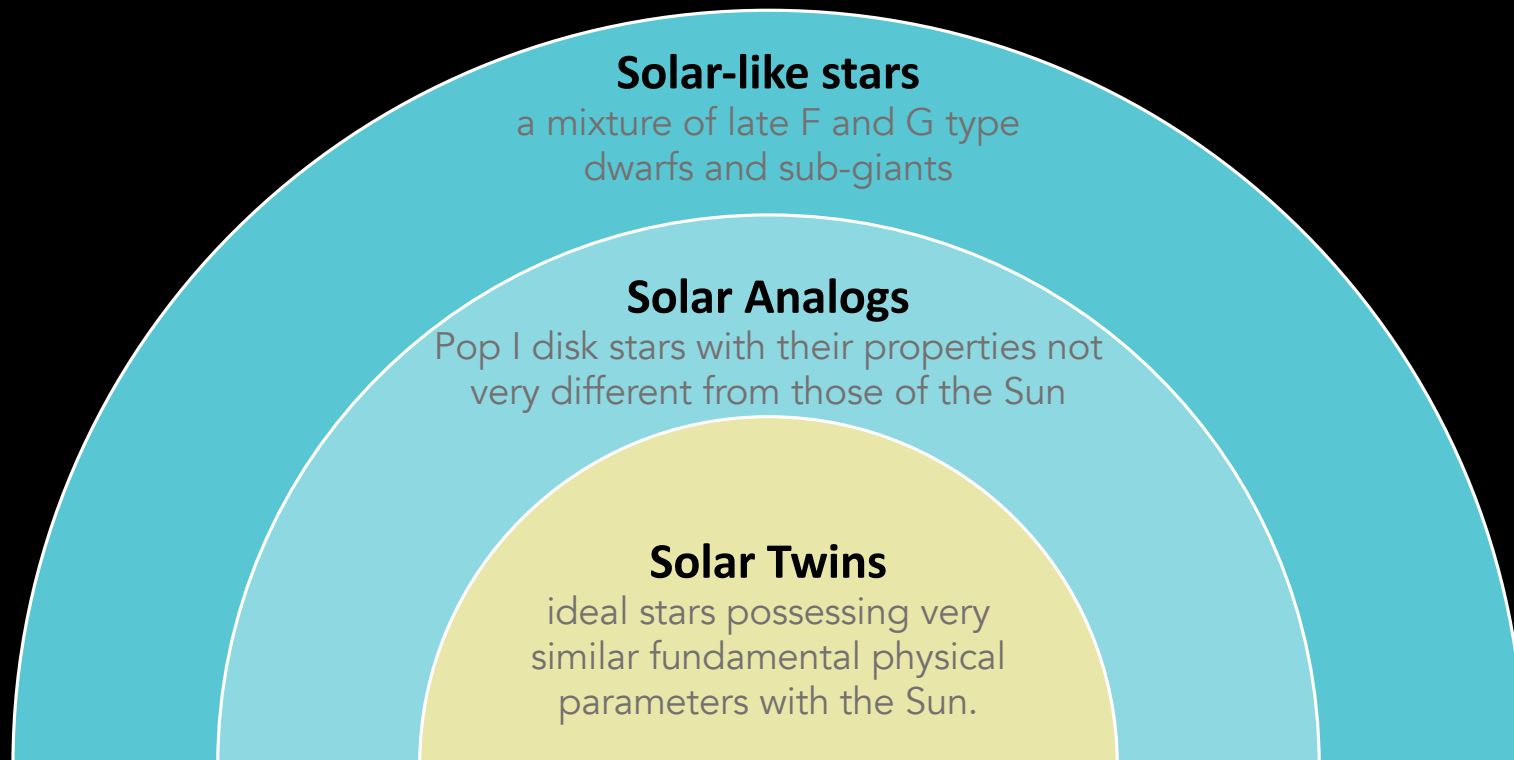 Solar-like stars
a mixture of late F and G type
dwarfs and sub-giants
Solar Analogs
Pop I disk stars with their properties not
very different from those of the Sun
Solar Twins
ideal stars possessing very
similar fundamental physical
parameters with the Sun.